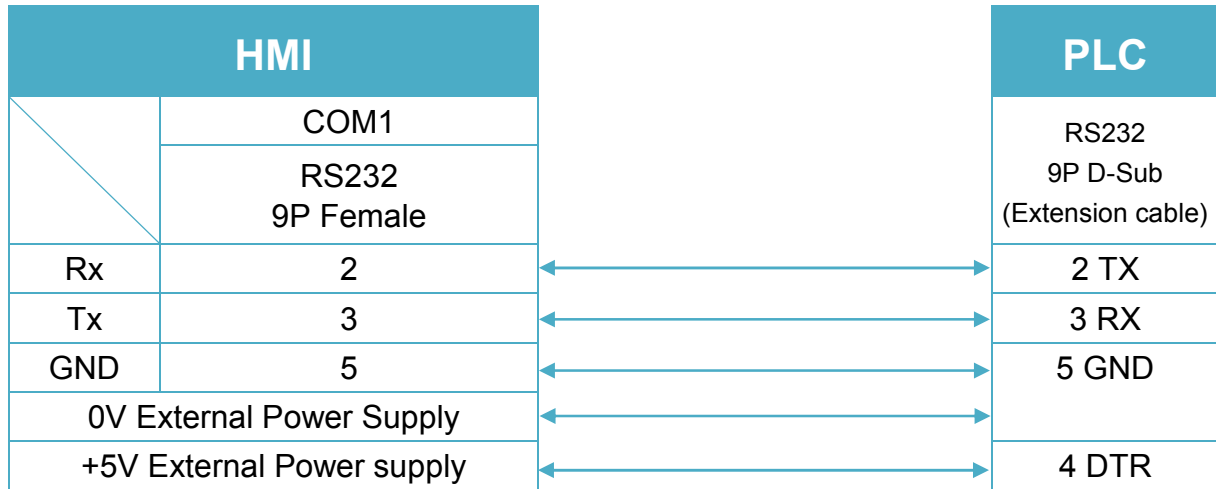 HMI PLC
COM1
RS232
9P Female
RS232
9P D-Sub
(Extension cable)
Rx 2 2 TX
Tx 3 3 RX
GND 5 5 GND
0V External Power Supply
+5V External Power supply 4 DTR